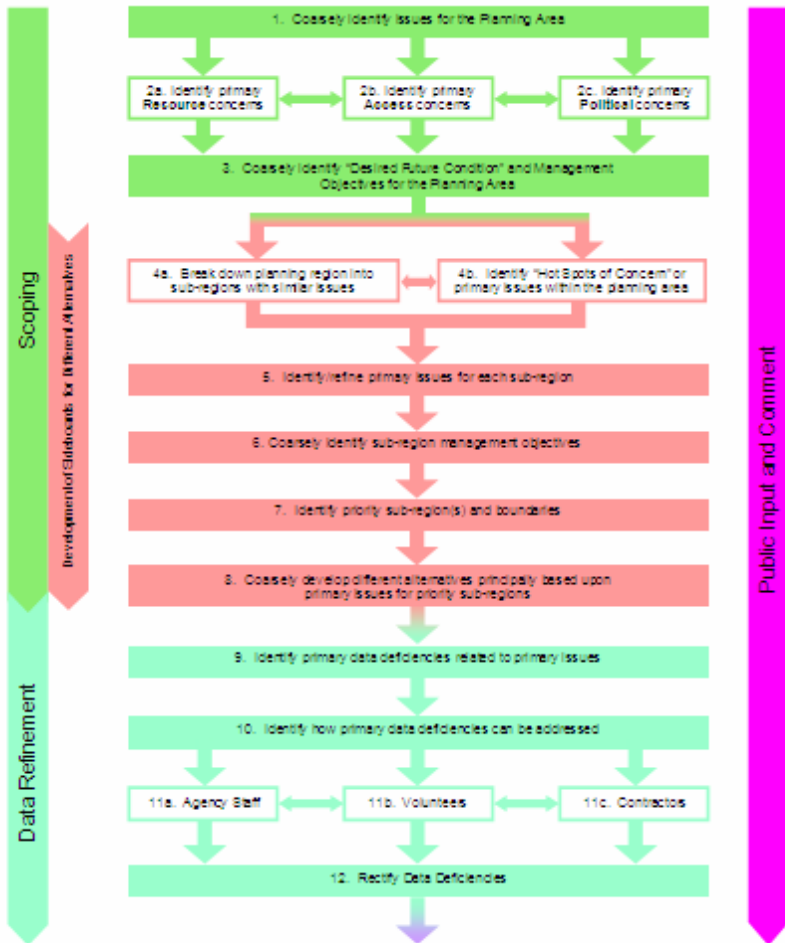 1. Coarsely Identify Issues for the Planning Area
2a. Identify primary
Resource concerns
2b. Identify primary
Access concerns
2c. Identify primary
Political concerns
3. Coarsely Identify "Desired Future Condition" and Management
Objectives for the Planning Area
4a. Break down planning region into
sub-regions with similar issues
4b. Identify "Hot Spots of Concern" or
primary issues within the planning area
5. Identify/refine primary issues for each sub-region
6. Coarsely identify sub-region management objectives
7. Identify priority sub-region(s) and boundaries
8. Coarsely develop different alternatives principally based upon
primary issues for priority sub-regions
9. Identify primary data deficiencies related to primary issues
10. Identify how primary data deficiencies can be addressed
11a. Agency Staff
11b. Volunteers
11c. Contractors
12. Rectify Data Deficiencies
Scoping
Development of Sideboards for Different Alternatives
Data Refinement
Public Input and Comment